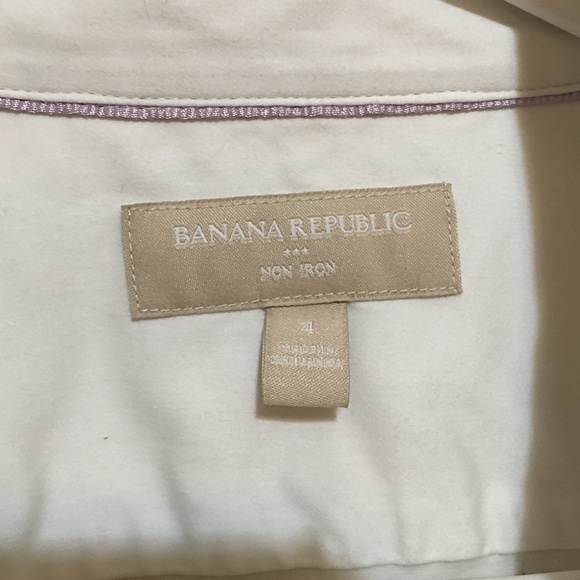 BANANA REPUBLIC
***
NON IRON
4